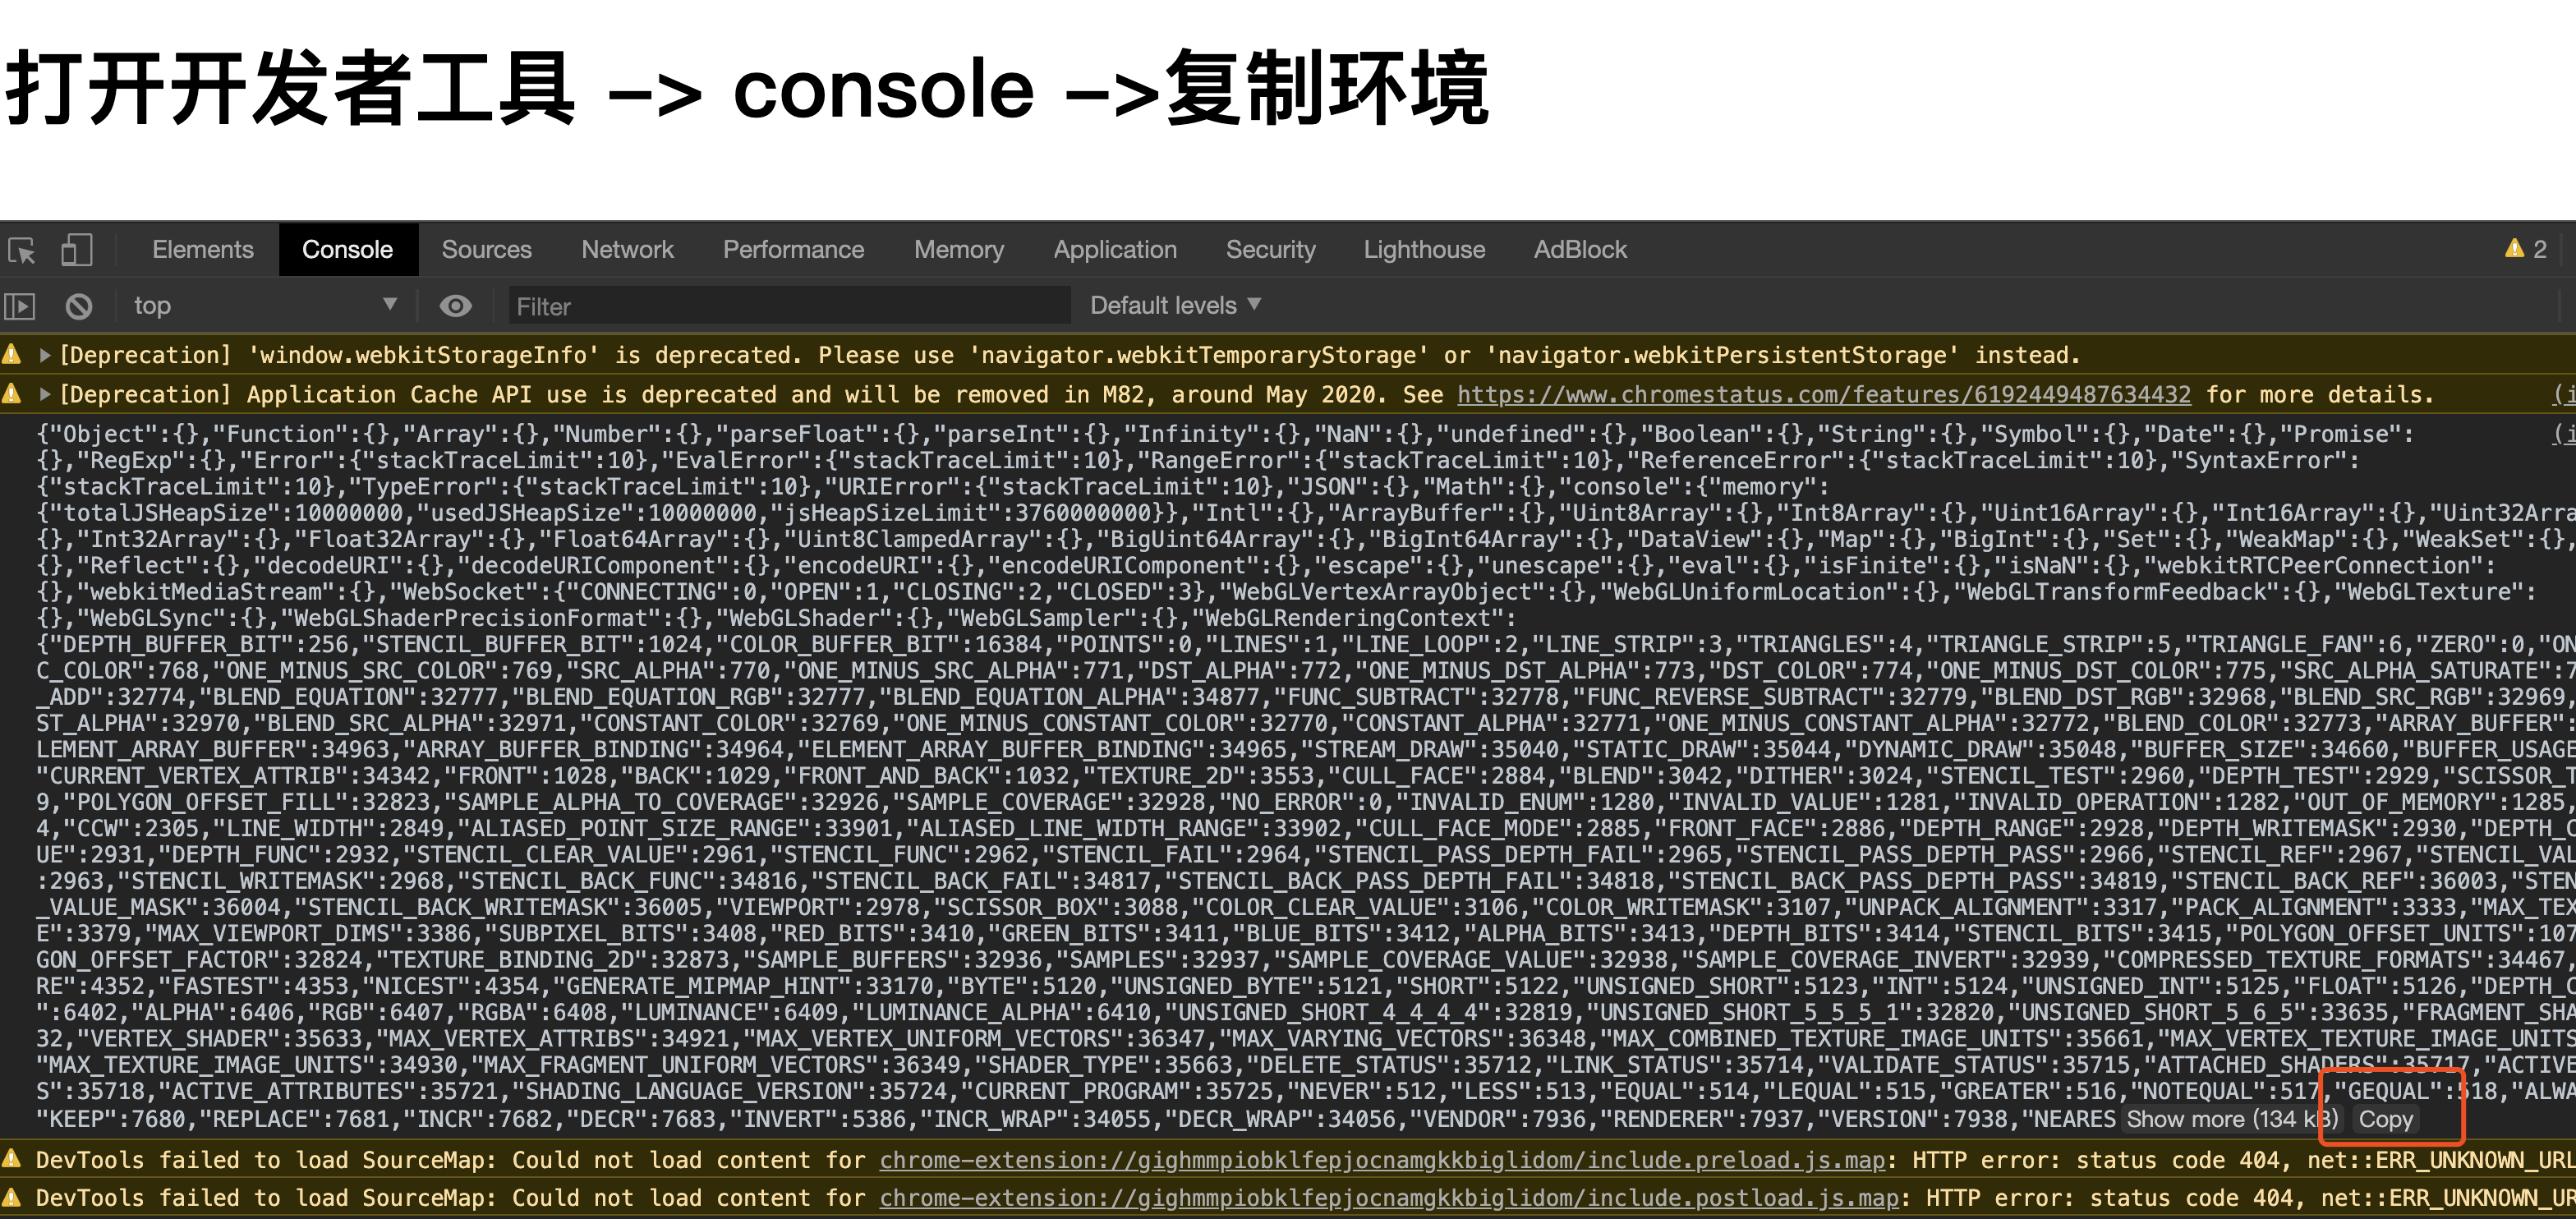 打开开发者工具 —> console —>复制环境
Elements Console Sources Network Performance Memory Application Security Lighthouse AdBlock 2
top Filter Default levels
[Deprecation] 'window.webkitStorageInfo' is deprecated. Please use 'navigator.webkitTemporaryStorage' or 'navigator.webkitPersistentStorage' instead.
[Deprecation] Application Cache API use is deprecated and will be removed in M82, around May 2020. See https://www.chromestatus.com/features/6192449487634432 for more details. (i
{"Object":{},"Function":{},"Array":{},"Number":{},"parseFloat":{},"parseInt":{},"Infinity":{},"NaN":{},"undefined":{},"Boolean":{},"String":{},"Symbol":{},"Date":{},"Promise": (i
{},"RegExp":{},"Error":{"stackTraceLimit":10},"EvalError":{"stackTraceLimit":10},"RangeError":{"stackTraceLimit":10},"ReferenceError":{"stackTraceLimit":10},"SyntaxError":
{"stackTraceLimit":10},"TypeError":{"stackTraceLimit":10},"URIError":{"stackTraceLimit":10},"JSON":{},"Math":{},"console":{"memory":
{"totalJSHeapSize":10000000,"usedJSHeapSize":10000000,"jsHeapSizeLimit":3760000000}},"Intl":{},"ArrayBuffer":{},"Uint8Array":{},"Int8Array":{},"Uint16Array":{},"Int16Array":{},"Uint32Arra
{},"Int32Array":{},"Float32Array":{},"Float64Array":{},"Uint8ClampedArray":{},"BigUint64Array":{},"BigInt64Array":{},"DataView":{},"Map":{},"BigInt":{},"Set":{},"WeakMap":{},"WeakSet":{},
{},"Reflect":{},"decodeURI":{},"decodeURIComponent":{},"encodeURI":{},"encodeURIComponent":{},"escape":{},"unescape":{},"eval":{},"isFinite":{},"isNaN":{},"webkitRTCPeerConnection":
{},"webkitMediaStream":{},"WebSocket":{"CONNECTING":0,"OPEN":1,"CLOSING":2,"CLOSED":3},"WebGLVertexArrayObject":{},"WebGLUniformLocation":{},"WebGLTransformFeedback":{},"WebGLTexture":
{},"WebGLSync":{},"WebGLShaderPrecisionFormat":{},"WebGLShader":{},"WebGLSampler":{},"WebGLRenderingContext":
{"DEPTH_BUFFER_BIT":256,"STENCIL_BUFFER_BIT":1024,"COLOR_BUFFER_BIT":16384,"POINTS":0,"LINES":1,"LINE_LOOP":2,"LINE_STRIP":3,"TRIANGLES":4,"TRIANGLE_STRIP":5,"TRIANGLE_FAN":6,"ZERO":0,"ON
C_COLOR":768,"ONE_MINUS_SRC_COLOR":769,"SRC_ALPHA":770,"ONE_MINUS_SRC_ALPHA":771,"DST_ALPHA":772,"ONE_MINUS_DST_ALPHA":773,"DST_COLOR":774,"ONE_MINUS_DST_COLOR":775,"SRC_ALPHA_SATURATE":7
_ADD":32774,"BLEND_EQUATION":32777,"BLEND_EQUATION_RGB":32777,"BLEND_EQUATION_ALPHA":34877,"FUNC_SUBTRACT":32778,"FUNC_REVERSE_SUBTRACT":32779,"BLEND_DST_RGB":32968,"BLEND_SRC_RGB":32969,
ST_ALPHA":32970,"BLEND_SRC_ALPHA":32971,"CONSTANT_COLOR":32769,"ONE_MINUS_CONSTANT_COLOR":32770,"CONSTANT_ALPHA":32771,"ONE_MINUS_CONSTANT_ALPHA":32772,"BLEND_COLOR":32773,"ARRAY_BUFFER":
LEMENT_ARRAY_BUFFER":34963,"ARRAY_BUFFER_BINDING":34964,"ELEMENT_ARRAY_BUFFER_BINDING":34965,"STREAM_DRAW":35040,"STATIC_DRAW":35044,"DYNAMIC_DRAW":35048,"BUFFER_SIZE":34660,"BUFFER_USAGE
"CURRENT_VERTEX_ATTRIB":34342,"FRONT":1028,"BACK":1029,"FRONT_AND_BACK":1032,"TEXTURE_2D":3553,"CULL_FACE":2884,"BLEND":3042,"DITHER":3024,"STENCIL_TEST":2960,"DEPTH_TEST":2929,"SCISSOR_T
9,"POLYGON_OFFSET_FILL":32823,"SAMPLE_ALPHA_TO_COVERAGE":32926,"SAMPLE_COVERAGE":32928,"NO_ERROR":0,"INVALID_ENUM":1280,"INVALID_VALUE":1281,"INVALID_OPERATION":1282,"OUT_OF_MEMORY":1285,
4,"CCW":2305,"LINE_WIDTH":2849,"ALIASED_POINT_SIZE_RANGE":33901,"ALIASED_LINE_WIDTH_RANGE":33902,"CULL_FACE_MODE":2885,"FRONT_FACE":2886,"DEPTH_RANGE":2928,"DEPTH_WRITEMASK":2930,"DEPTH_C
UE":2931,"DEPTH_FUNC":2932,"STENCIL_CLEAR_VALUE":2961,"STENCIL_FUNC":2962,"STENCIL_FAIL":2964,"STENCIL_PASS_DEPTH_FAIL":2965,"STENCIL_PASS_DEPTH_PASS":2966,"STENCIL_REF":2967,"STENCIL_VAL
:2963,"STENCIL_WRITEMASK":2968,"STENCIL_BACK_FUNC":34816,"STENCIL_BACK_FAIL":34817,"STENCIL_BACK_PASS_DEPTH_FAIL":34818,"STENCIL_BACK_PASS_DEPTH_PASS":34819,"STENCIL_BACK_REF":36003,"STEN
_VALUE_MASK":36004,"STENCIL_BACK_WRITEMASK":36005,"VIEWPORT":2978,"SCISSOR_BOX":3088,"COLOR_CLEAR_VALUE":3106,"COLOR_WRITEMASK":3107,"UNPACK_ALIGNMENT":3317,"PACK_ALIGNMENT":3333,"MAX_TEX
E":3379,"MAX_VIEWPORT_DIMS":3386,"SUBPIXEL_BITS":3408,"RED_BITS":3410,"GREEN_BITS":3411,"BLUE_BITS":3412,"ALPHA_BITS":3413,"DEPTH_BITS":3414,"STENCIL_BITS":3415,"POLYGON_OFFSET_UNITS":107
GON_OFFSET_FACTOR":32824,"TEXTURE_BINDING_2D":32873,"SAMPLE_BUFFERS":32936,"SAMPLES":32937,"SAMPLE_COVERAGE_VALUE":32938,"SAMPLE_COVERAGE_INVERT":32939,"COMPRESSED_TEXTURE_FORMATS":34467,
RE":4352,"FASTEST":4353,"NICEST":4354,"GENERATE_MIPMAP_HINT":33170,"BYTE":5120,"UNSIGNED_BYTE":5121,"SHORT":5122,"UNSIGNED_SHORT":5123,"INT":5124,"UNSIGNED_INT":5125,"FLOAT":5126,"DEPTH_C
":6402,"ALPHA":6406,"RGB":6407,"RGBA":6408,"LUMINANCE":6409,"LUMINANCE_ALPHA":6410,"UNSIGNED_SHORT_4_4_4_4":32819,"UNSIGNED_SHORT_5_5_5_1":32820,"UNSIGNED_SHORT_5_6_5":33635,"FRAGMENT_SHA
32,"VERTEX_SHADER":35633,"MAX_VERTEX_ATTRIBS":34921,"MAX_VERTEX_UNIFORM_VECTORS":36347,"MAX_VARYING_VECTORS":36348,"MAX_COMBINED_TEXTURE_IMAGE_UNITS":35661,"MAX_VERTEX_TEXTURE_IMAGE_UNITS
"MAX_TEXTURE_IMAGE_UNITS":34930,"MAX_FRAGMENT_UNIFORM_VECTORS":36349,"SHADER_TYPE":35663,"DELETE_STATUS":35712,"LINK_STATUS":35714,"VALIDATE_STATUS":35715,"ATTACHED_SHADERS":35717,"ACTIVE
S":35718,"ACTIVE_ATTRIBUTES":35721,"SHADING_LANGUAGE_VERSION":35724,"CURRENT_PROGRAM":35725,"NEVER":512,"LESS":513,"EQUAL":514,"LEQUAL":515,"GREATER":516,"NOTEQUAL":517,"GEQUAL":518,"ALWA
"KEEP":7680,"REPLACE":7681,"INCR":7682,"DECR":7683,"INVERT":5386,"INCR_WRAP":34055,"DECR_WRAP":34056,"VENDOR":7936,"RENDERER":7937,"VERSION":7938,"NEARES Show more (134 kB) Copy
DevTools failed to load SourceMap: Could not load content for chrome-extension://gighmmpiobklfepjocnamgkkbiglidom/include.preload.js.map: HTTP error: status code 404, net::ERR_UNKNOWN_URL
DevTools failed to load SourceMap: Could not load content for chrome-extension://gighmmpiobklfepjocnamgkkbiglidom/include.postload.js.map: HTTP error: status code 404, net::ERR_UNKNOWN_UR